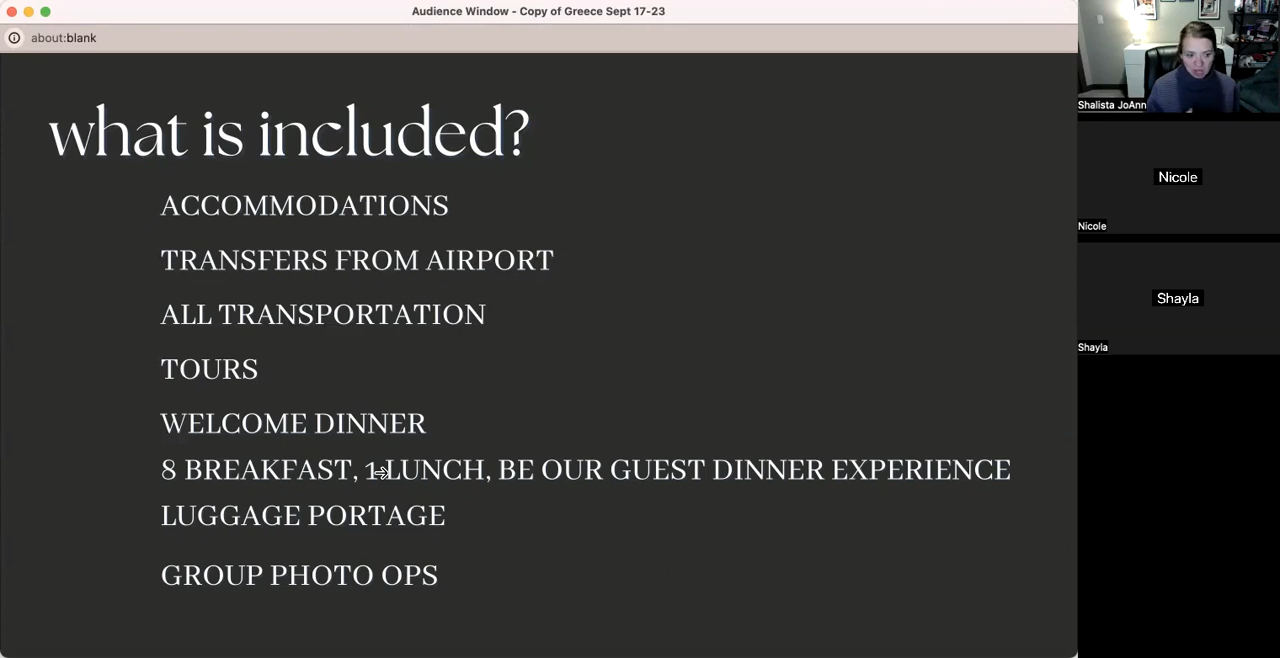 Audience Window - Copy of Greece Sept 17-23
about:blank
what is included?
ACCOMMODATIONS
TRANSFERS FROM AIRPORT
ALL TRANSPORTATION
TOURS
WELCOME DINNER
8 BREAKFAST, 1 LUNCH, BE OUR GUEST DINNER EXPERIENCE
LUGGAGE PORTAGE
GROUP PHOTO OPS
Shalista JoAnn
Nicole
Nicole
Shayla
Shayla